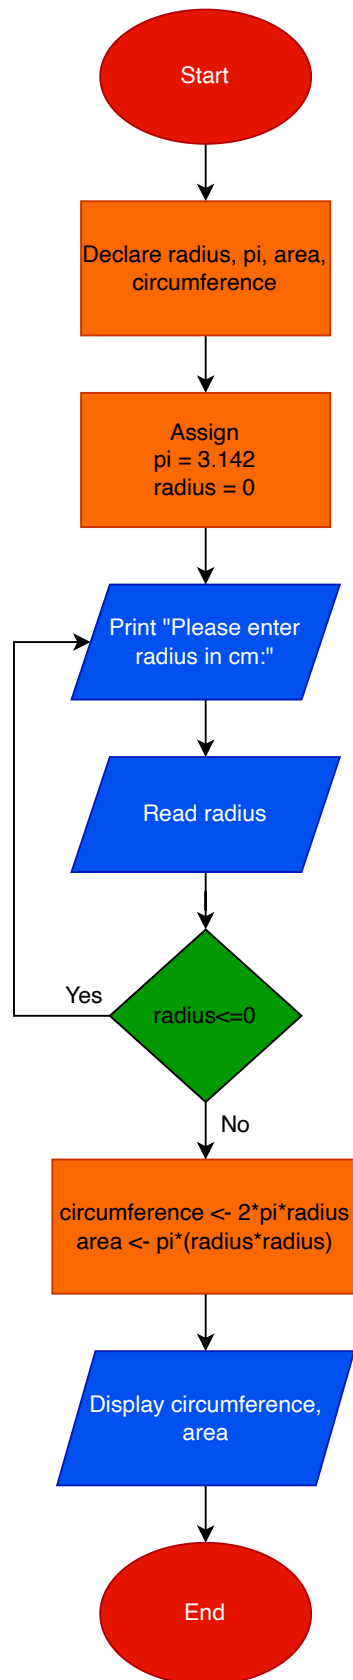 Start
Declare radius, pi, area,
circumference
Assign
pi = 3.142
radius = 0
Print "Please enter
radius in cm:"
Read radius
Yes
radius<=0
No
circumference <- 2*pi*radius
area <- pi*(radius*radius)
Display circumference,
area
End